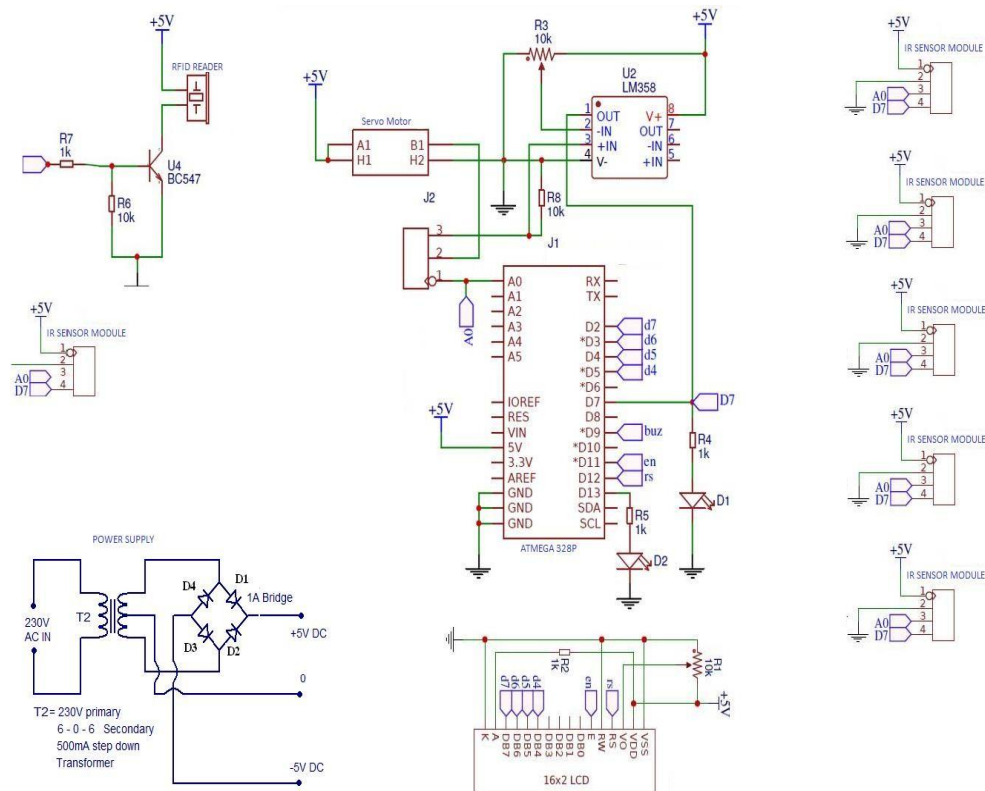 +5V
RFID READER
R7
1k
U4
BC547
R6
10k
+5V
Servo Motor
A1
H1
B1
H2
J2
R3
10k
+5V
U2
LM358
1
OUT
V+
8
2
-IN
OUT
7
3
+IN
-IN
6
4
V-
+IN
5
R8
10k
J1
3
2
1
A0
A0
A1
A2
A3
A4
A5
IOREF
RES
VIN
5V
3.3V
AREF
GND
GND
GND
RX
TX
D2
*D3
D4
*D5
*D6
D7
D8
*D9
*D10
*D11
D12
D13
SDA
SCL
d7
d6
d5
d4
D7
buz
en
rs
+5V
R4
1k
D1
R5
1k
D2
ATMEGA 328P
+5V
IR SENSOR MODULE
1
2
A0
3
D7
4
+5V
IR SENSOR MODULE
1
2
A0
3
D7
4
+5V
IR SENSOR MODULE
1
2
A0
3
D7
4
+5V
IR SENSOR MODULE
1
2
A0
3
D7
4
+5V
IR SENSOR MODULE
1
2
A0
3
D7
4
+5V
IR SENSOR MODULE
1
2
A0
3
D7
4
POWER SUPPLY
230V
AC IN
T2
D4
D1
1A Bridge
D3
D2
+5V DC
0
-5V DC
T2= 230V primary
6 - 0 - 6 Secondary
500mA step down
Transformer
R2
1k
R1
10k
+5V
d7
d6
d5
d4
en
rs
K
A
DB7
DB6
DB5
DB4
DB3
DB2
DB1
DB0
E
RW
RS
VO
VDD
VSS
16x2 LCD